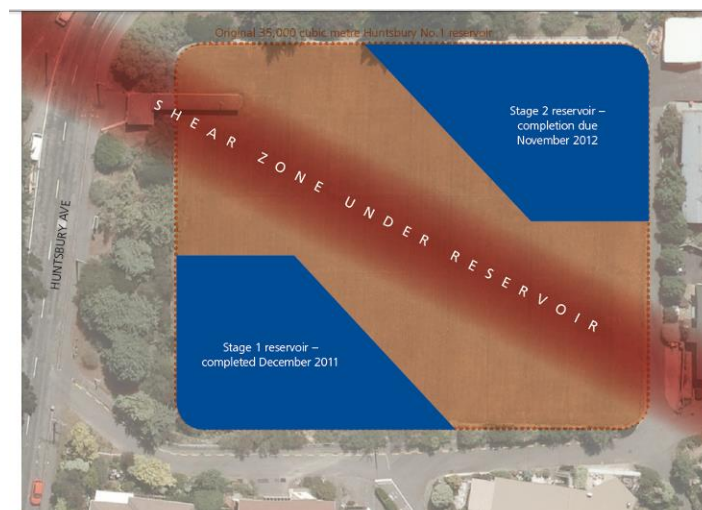 Original 35,000 cubic metre Huntsbury No.1 reservoir
SHEAR ZONE UNDER RESERVOIR
Stage 2 reservoir –
completion due
November 2012
HUNTSBURY AVE
Stage 1 reservoir –
completed December 2011